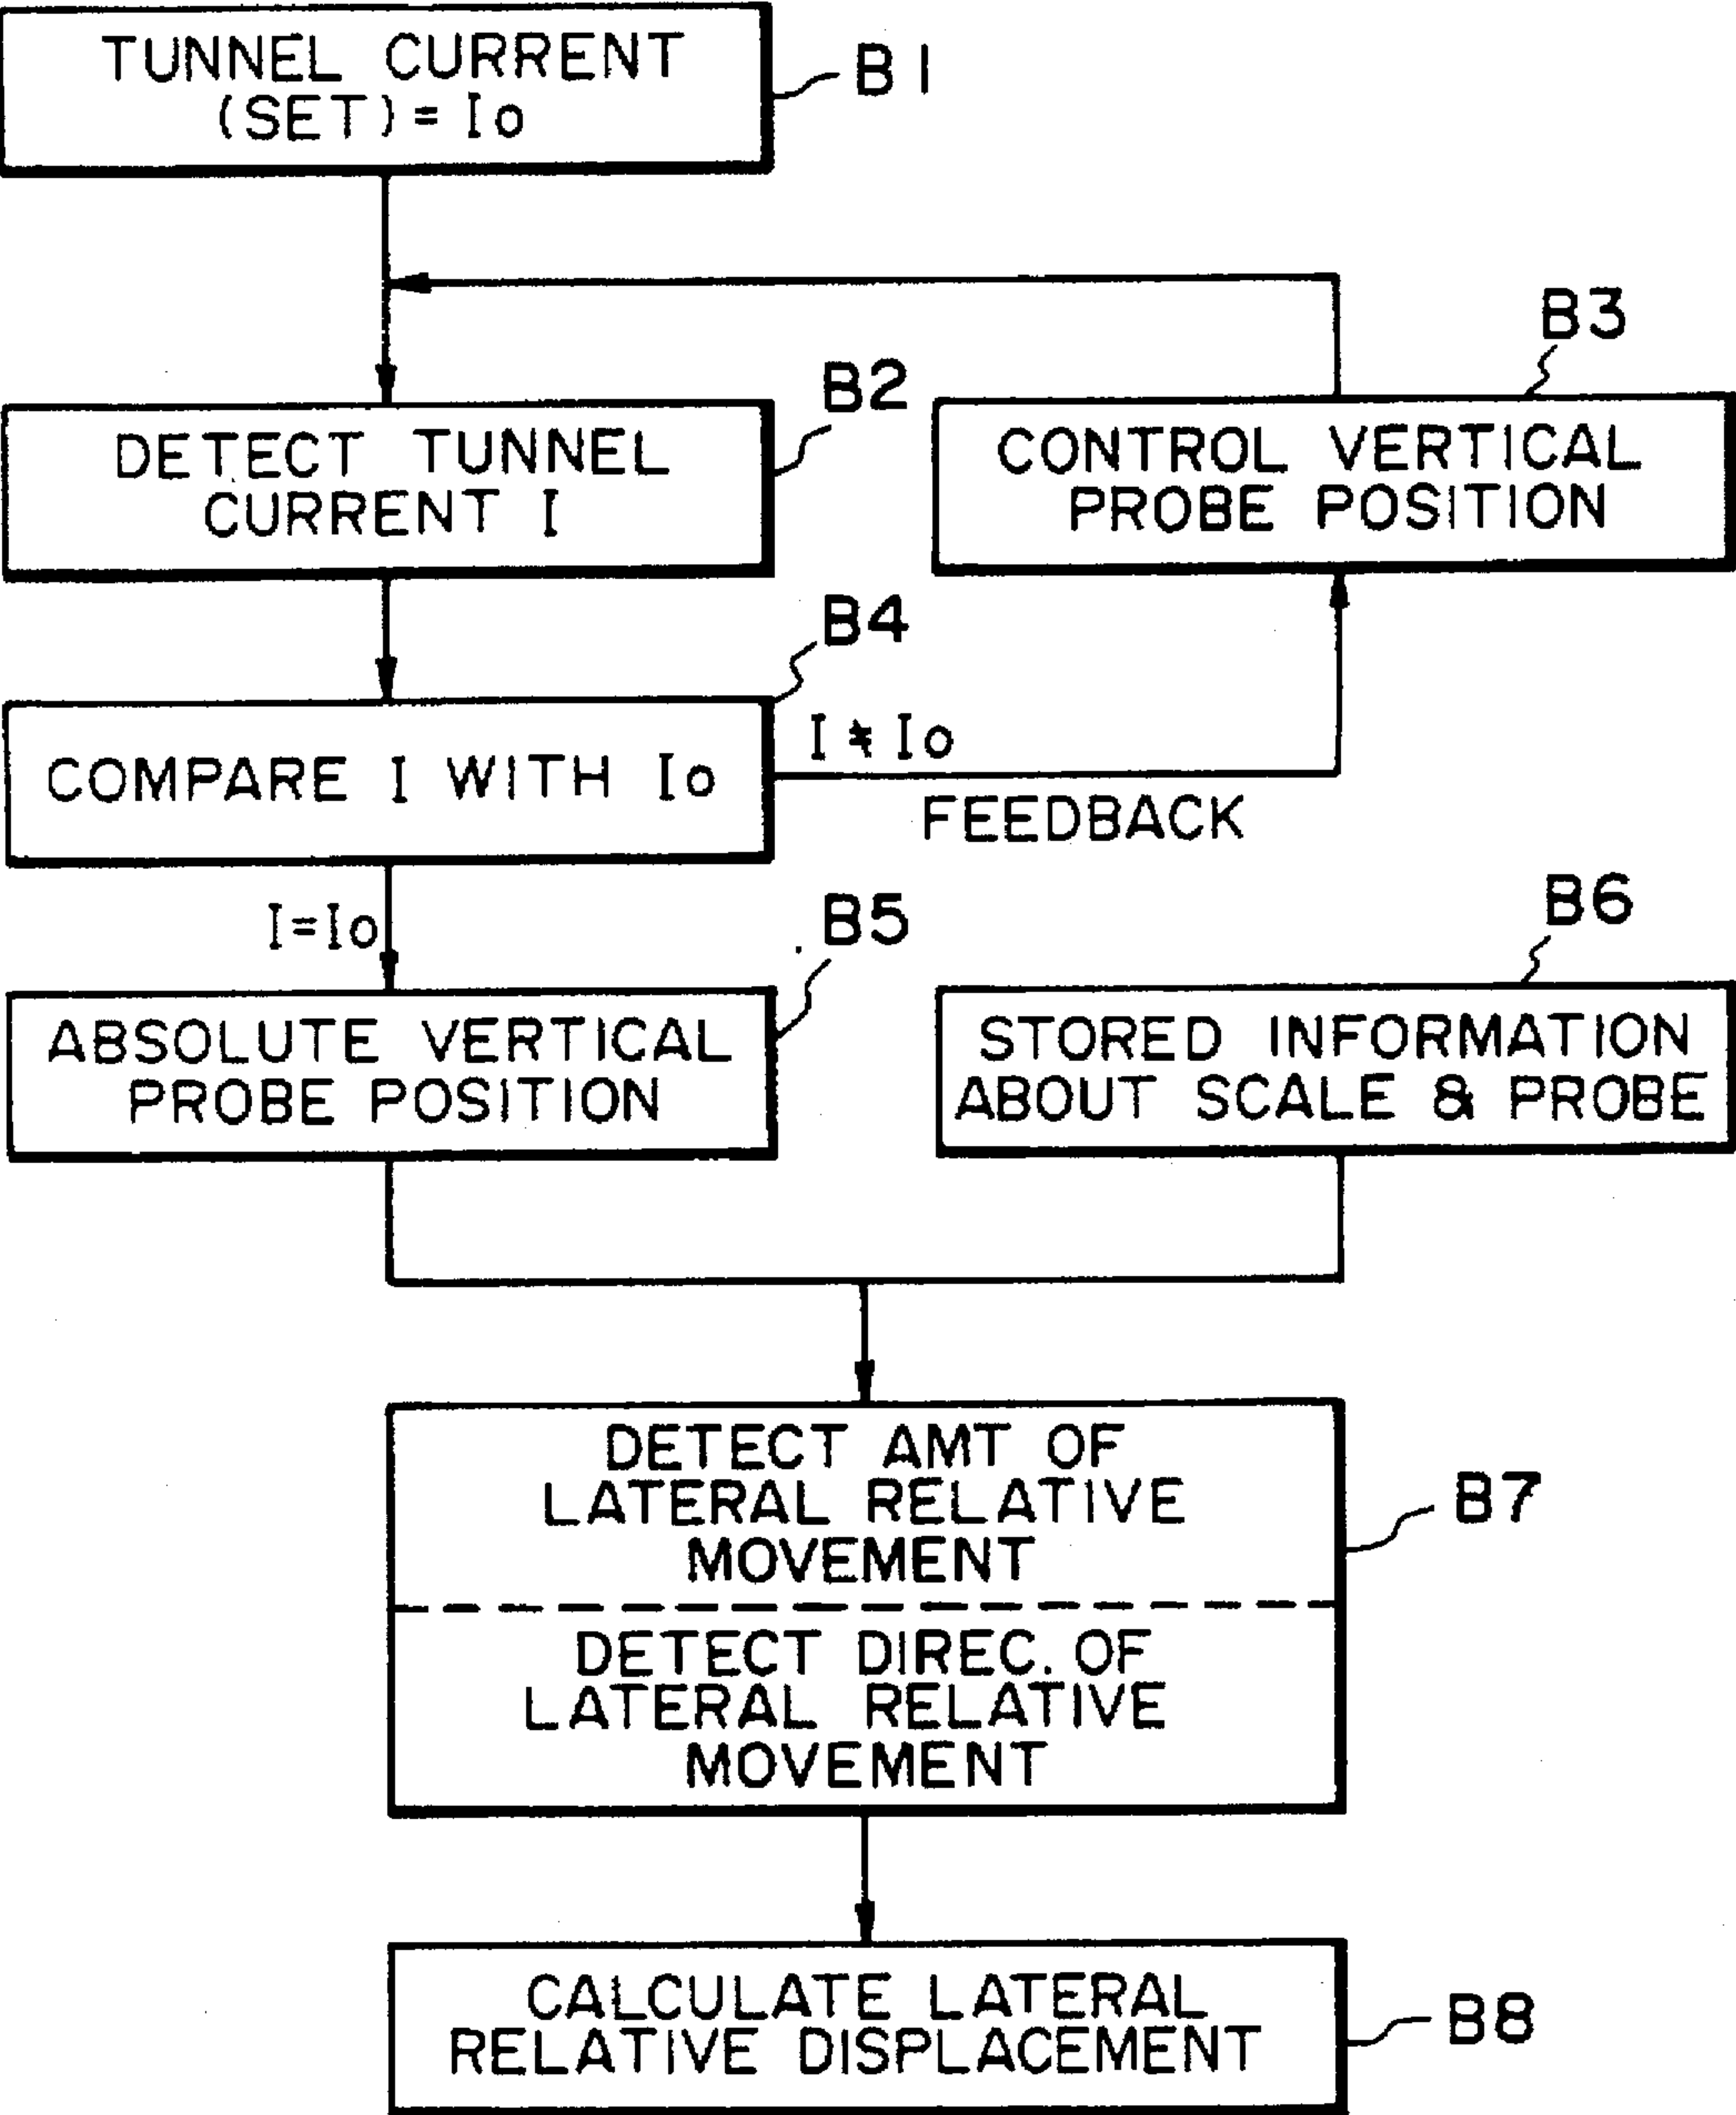 TUNNEL CURRENT
(SET) = Io
B1
B3
B2
DETECT TUNNEL
CURRENT I
CONTROL VERTICAL
PROBE POSITION
B4
I ≠ Io
COMPARE I WITH Io
FEEDBACK
I=Io
B5
B6
ABSOLUTE VERTICAL
PROBE POSITION
STORED INFORMATION
ABOUT SCALE & PROBE
DETECT AMT OF
LATERAL RELATIVE
MOVEMENT
B7
DETECT DIREC. OF
LATERAL RELATIVE
MOVEMENT
CALCULATE LATERAL
RELATIVE DISPLACEMENT
B8